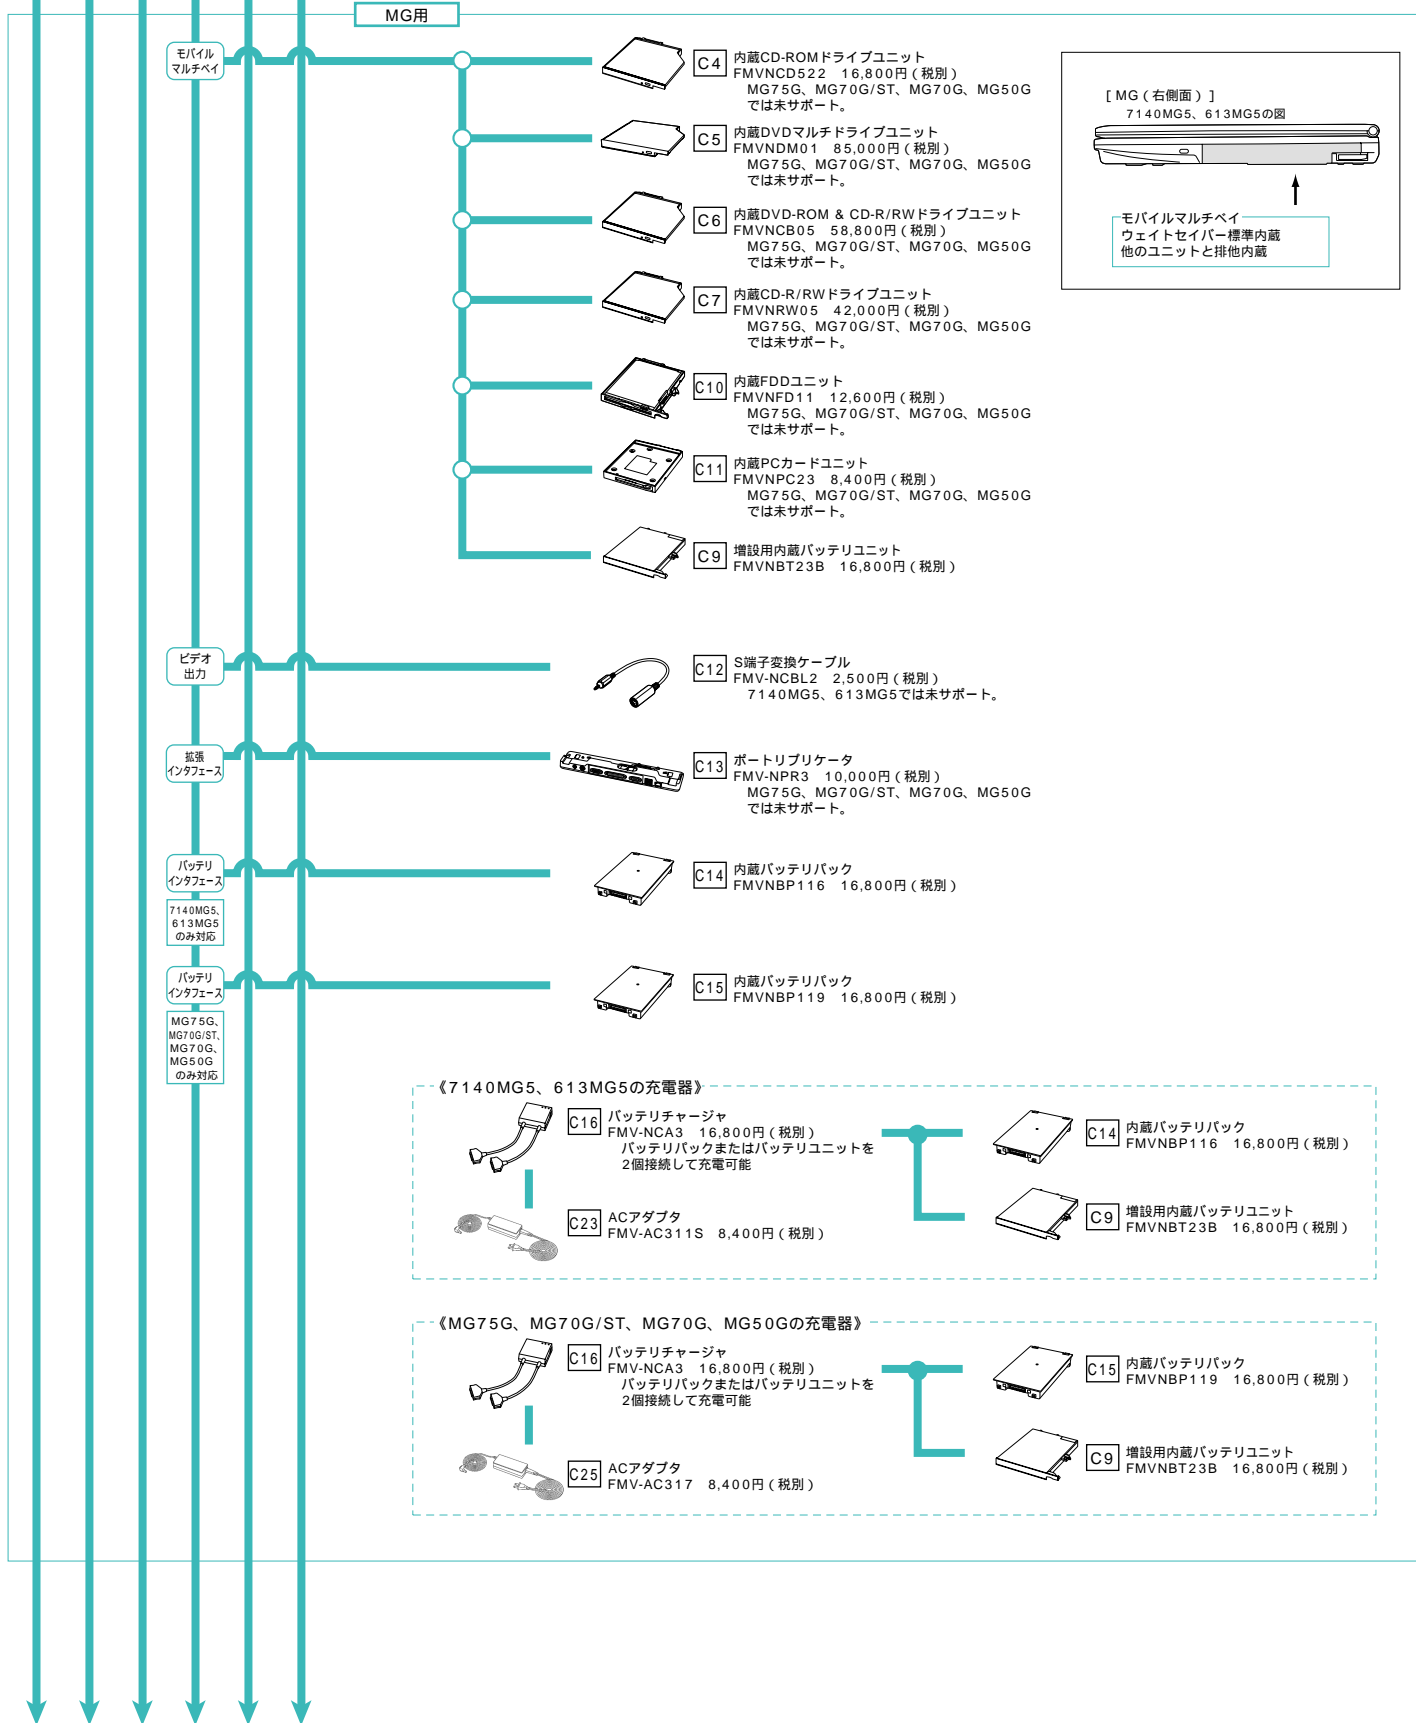 MG用
モバイル
マルチベイ
C4
内蔵CD-ROMドライブユニット
FMVNCD522 16,800円(税別)
MG75G、MG70G/ST、MG70G、MG50G
では未サポート。
C5
内蔵DVDマルチドライブユニット
FMVNDM01 85,000円(税別)
MG75G、MG70G/ST、MG70G、MG50G
では未サポート。
C6
内蔵DVD-ROM & CD-R/RWドライブユニット
FMVNCB05 58,800円(税別)
MG75G、MG70G/ST、MG70G、MG50G
では未サポート。
C7
内蔵CD-R/RWドライブユニット
FMVNRW05 42,000円(税別)
MG75G、MG70G/ST、MG70G、MG50G
では未サポート。
C10
内蔵FDDユニット
FMVNFD11 12,600円(税別)
MG75G、MG70G/ST、MG70G、MG50G
では未サポート。
C11
内蔵PCカードユニット
FMVNPC23 8,400円(税別)
MG75G、MG70G/ST、MG70G、MG50G
では未サポート。
C9
増設用内蔵バッテリユニット
FMVNBT23B 16,800円(税別)
[MG(右側面)]
7140MG5、613MG5の図
モバイルマルチベイ
ウェイトセイバー標準内蔵
他のユニットと排他内蔵
ビデオ
出力
C12
S端子変換ケーブル
FMV-NCBL2 2,500円(税別)
7140MG5、613MG5では未サポート。
拡張
インタフェース
C13
ポートリプリケータ
FMV-NPR3 10,000円(税別)
MG75G、MG70G/ST、MG70G、MG50G
では未サポート。
バッテリ
インタフェース
7140MG5、
613MG5
のみ対応
C14
内蔵バッテリパック
FMVNBP116 16,800円(税別)
バッテリ
インタフェース
MG75G、
MG70G/ST、
MG70G、
MG50G
のみ対応
C15
内蔵バッテリパック
FMVNBP119 16,800円(税別)
《7140MG5、613MG5の充電器》
C16
バッテリチャージャ
FMV-NCA3 16,800円(税別)
バッテリパックまたはバッテリユニットを
2個接続して充電可能
C23
ACアダプタ
FMV-AC311S 8,400円(税別)
C14
内蔵バッテリパック
FMVNBP116 16,800円(税別)
C9
増設用内蔵バッテリユニット
FMVNBT23B 16,800円(税別)
《MG75G、MG70G/ST、MG70G、MG50Gの充電器》
C16
バッテリチャージャ
FMV-NCA3 16,800円(税別)
バッテリパックまたはバッテリユニットを
2個接続して充電可能
C25
ACアダプタ
FMV-AC317 8,400円(税別)
C15
内蔵バッテリパック
FMVNBP119 16,800円(税別)
C9
増設用内蔵バッテリユニット
FMVNBT23B 16,800円(税別)